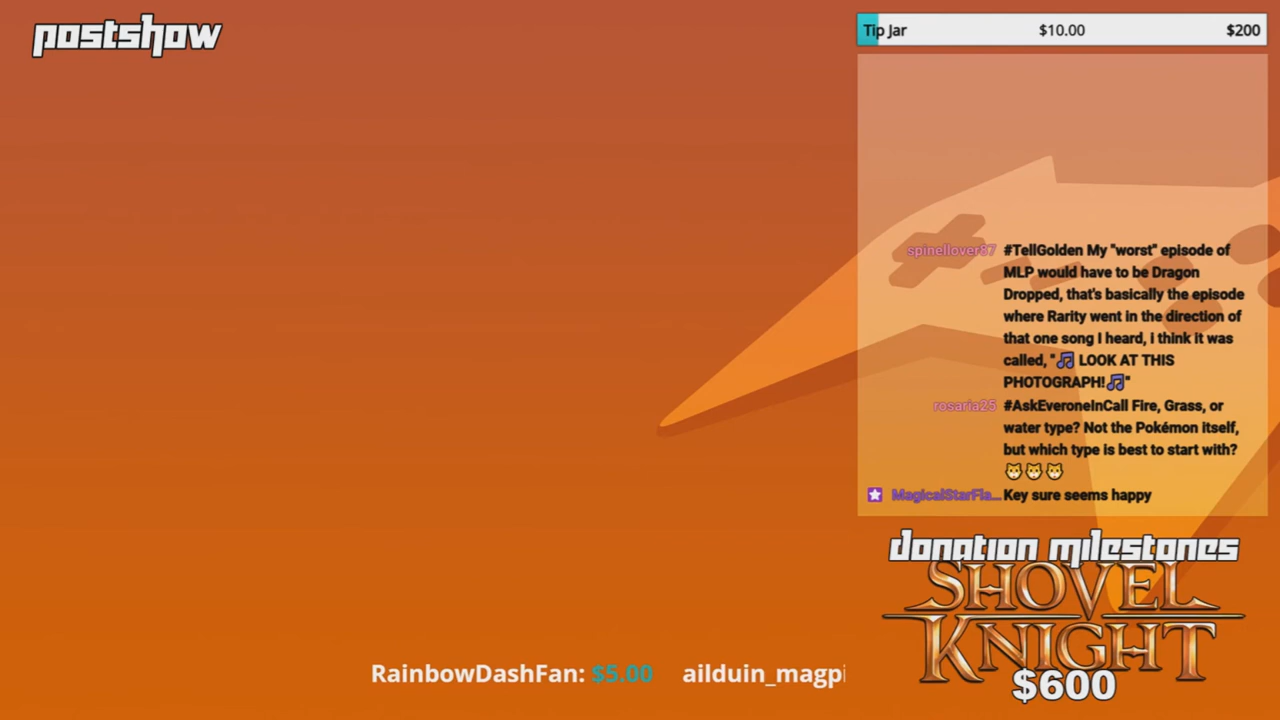 postshow
Tip Jar $10.00 $200
spinellover87 #TellGolden My "worst" episode of
MLP would have to be Dragon
Dropped, that's basically the episode
where Rarity went in the direction of
that one song I heard, i think it was
called, "🎵 LOOK AT THIS
PHOTOGRAPH!🎵"
rosaria25 #AskEveroneInCall Fire, Grass, or
water type? Not the Pokémon itself,
but which type is best to start with?
🐹🐹🐹
MagicalStarFla... Key sure seems happy
donation milestones
SHOVEL
KNIGHT
$600
RainbowDashFan: $5.00 ailduin_magpi